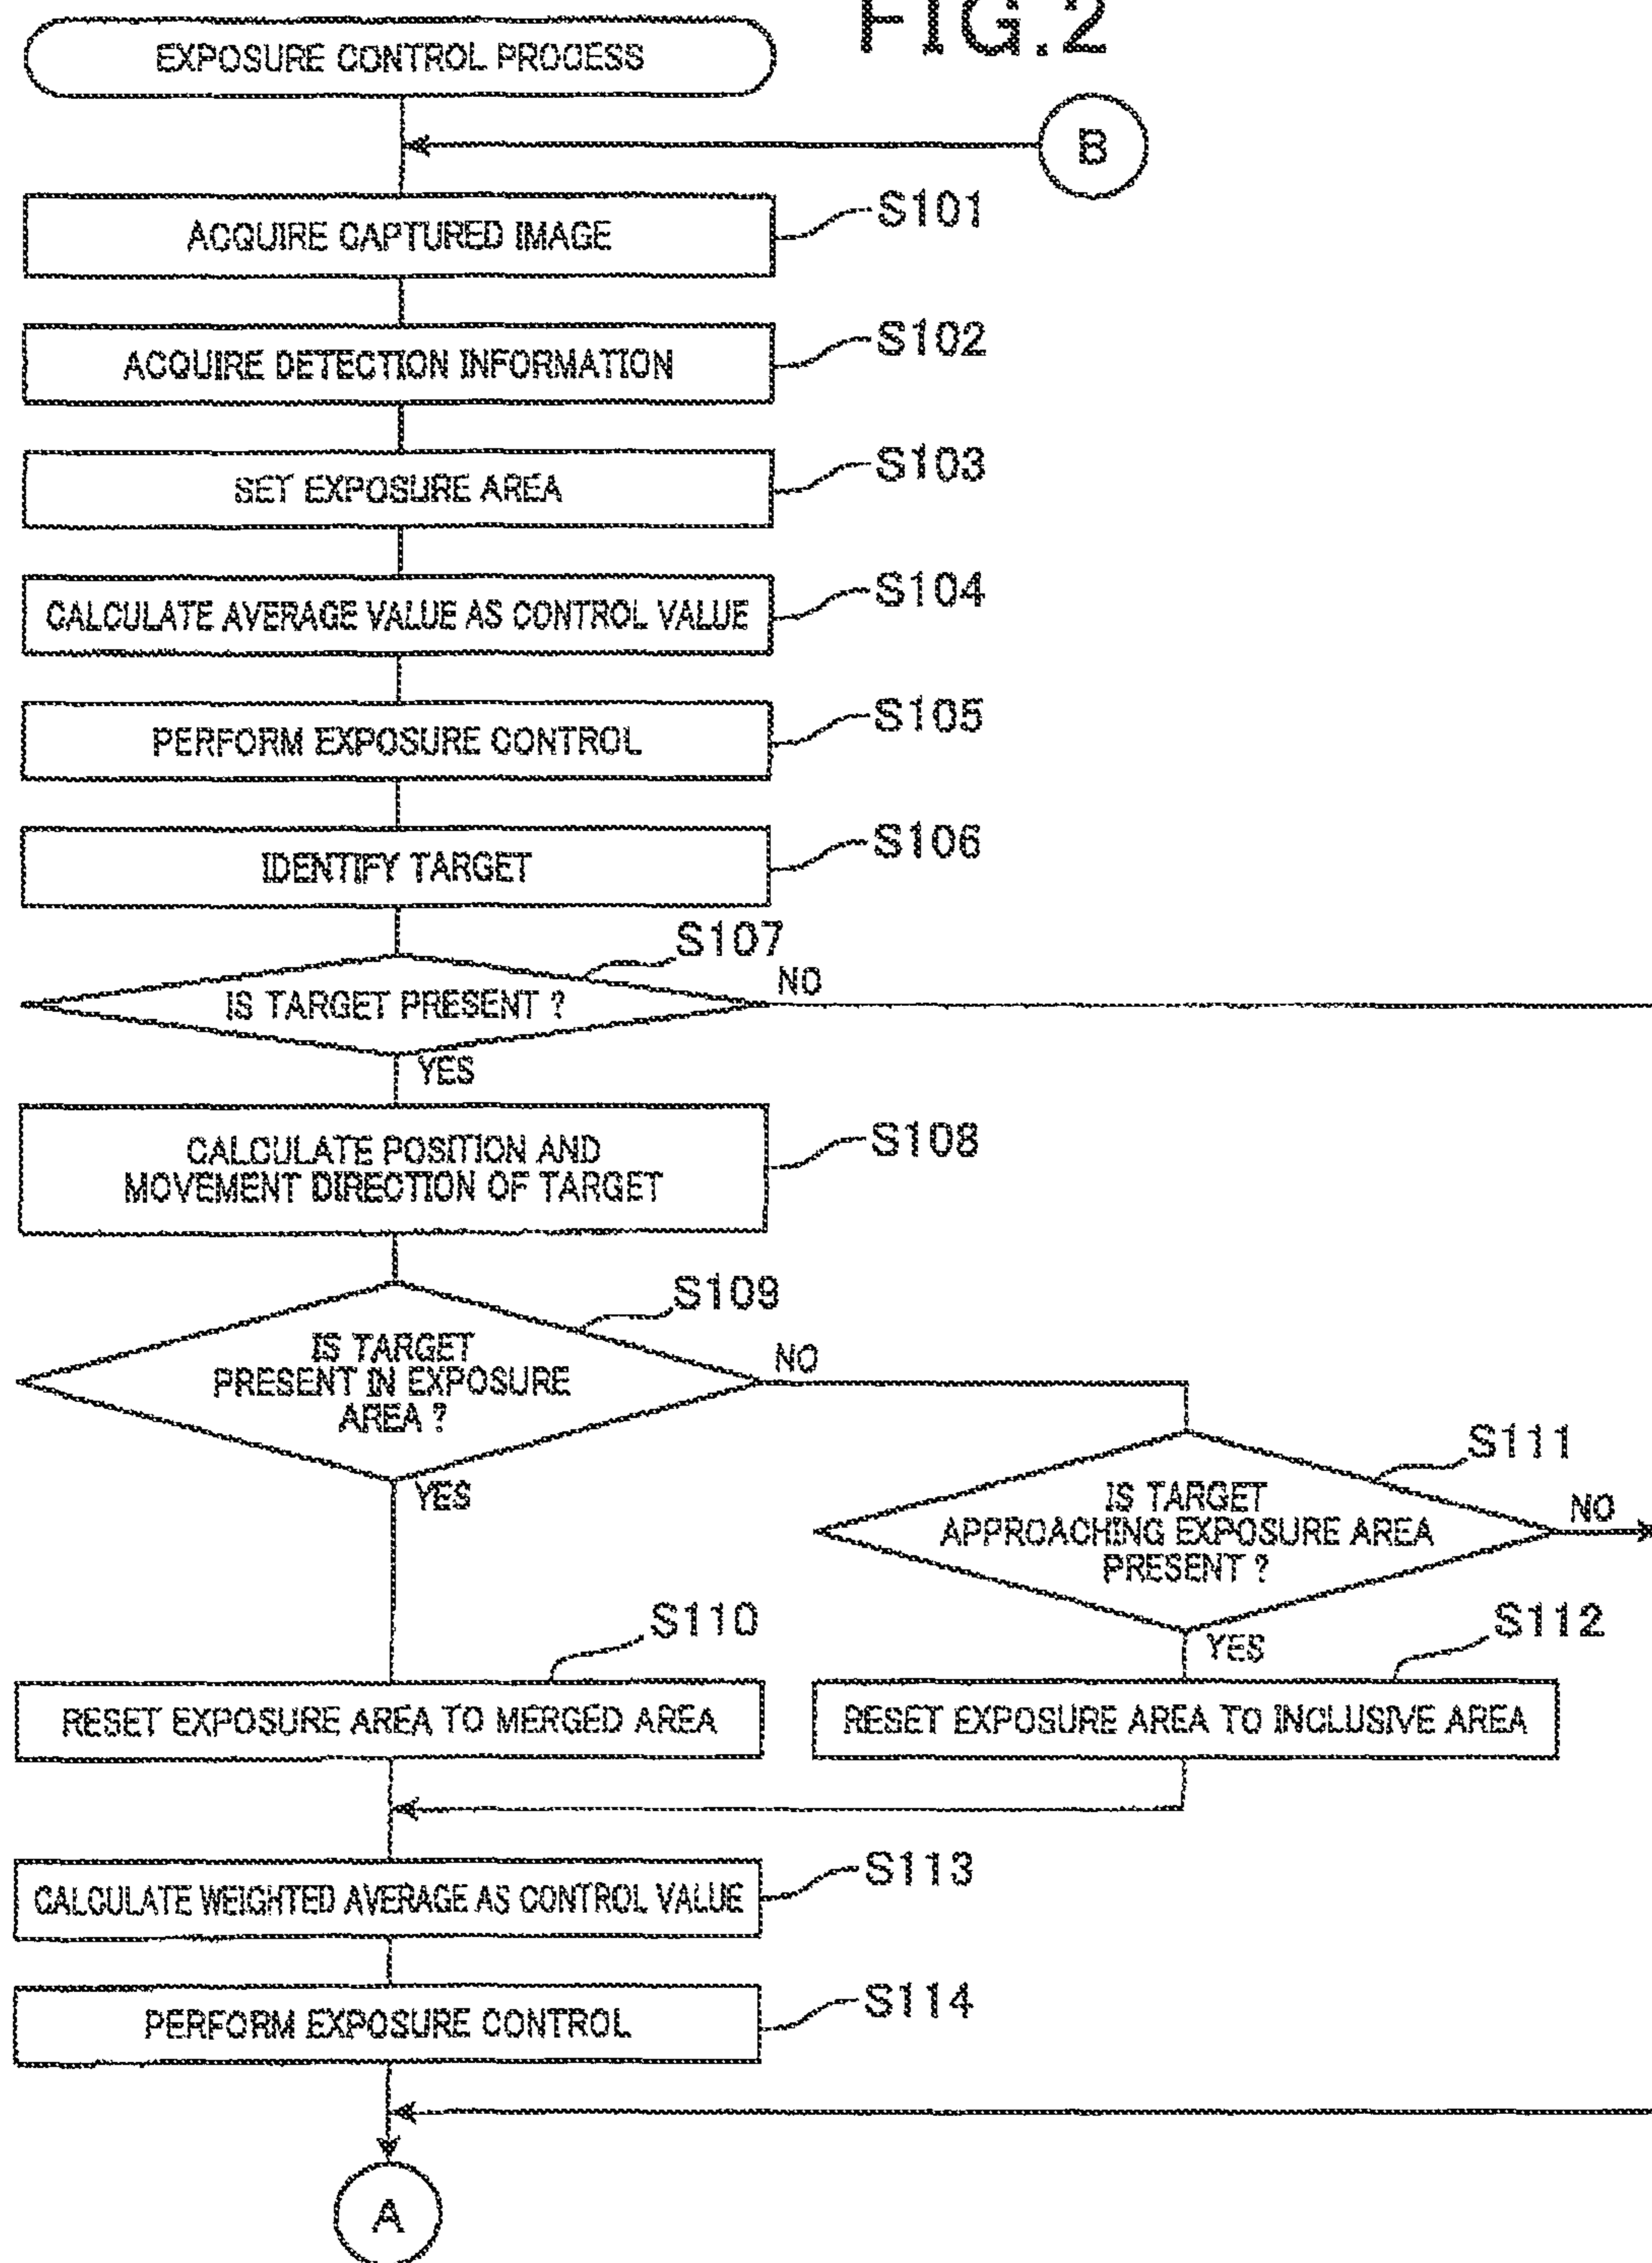 FIG.2
EXPOSURE CONTROL PROCESS
B
ACQUIRE CAPTURED IMAGE
S101
ACQUIRE DETECTION INFORMATION
S102
SET EXPOSURE AREA
S103
CALCULATE AVERAGE VALUE AS CONTROL VALUE
S104
PERFORM EXPOSURE CONTROL
S105
IDENTIFY TARGET
S106
S107
IS TARGET PRESENT ?
NO
YES
CALCULATE POSITION AND
MOVEMENT DIRECTION OF TARGET
S108
S109
IS TARGET
PRESENT IN EXPOSURE
AREA ?
NO
YES
S111
IS TARGET
APPROACHING EXPOSURE AREA
PRESENT ?
NO
YES
S110
RESET EXPOSURE AREA TO MERGED AREA
S112
RESET EXPOSURE AREA TO INCLUSIVE AREA
CALCULATE WEIGHTED AVERAGE AS CONTROL VALUE
S113
PERFORM EXPOSURE CONTROL
S114
A